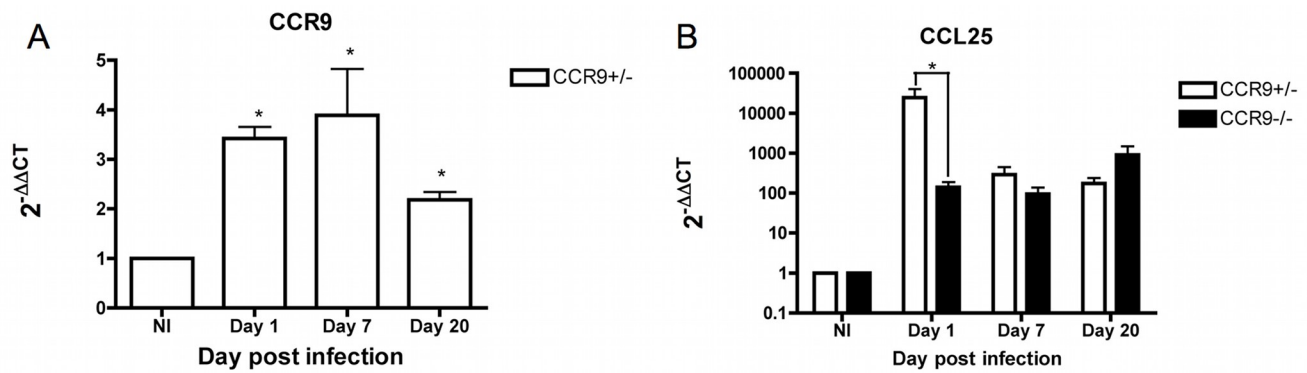 A
CCR9
5
4
3
2
1
0
2-ΔΔCT
*
*
*
NI Day 1 Day 7 Day 20
Day post infection
CCR9+/-
B
CCL25
100000
10000
1000
100
10
1
0.1
2-ΔΔCT
*
NI Day 1 Day 7 Day 20
Day post infection
CCR9+/-
CCR9-/-